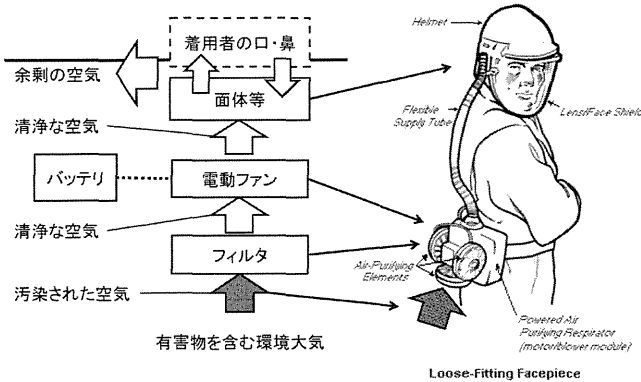 着用者の口・鼻
余剰の空気
面体等
清浄な空気
バッテリ
電動ファン
清浄な空気
フィルタ
汚染された空気
有害物を含む環境大気
Helmet
Flexible
Supply Tube
Lens/Face Shield
Air-Purifying
Elements
Powered Air
Purifying Respirator
(motor/blower module)
Loose-Fitting Facepiece